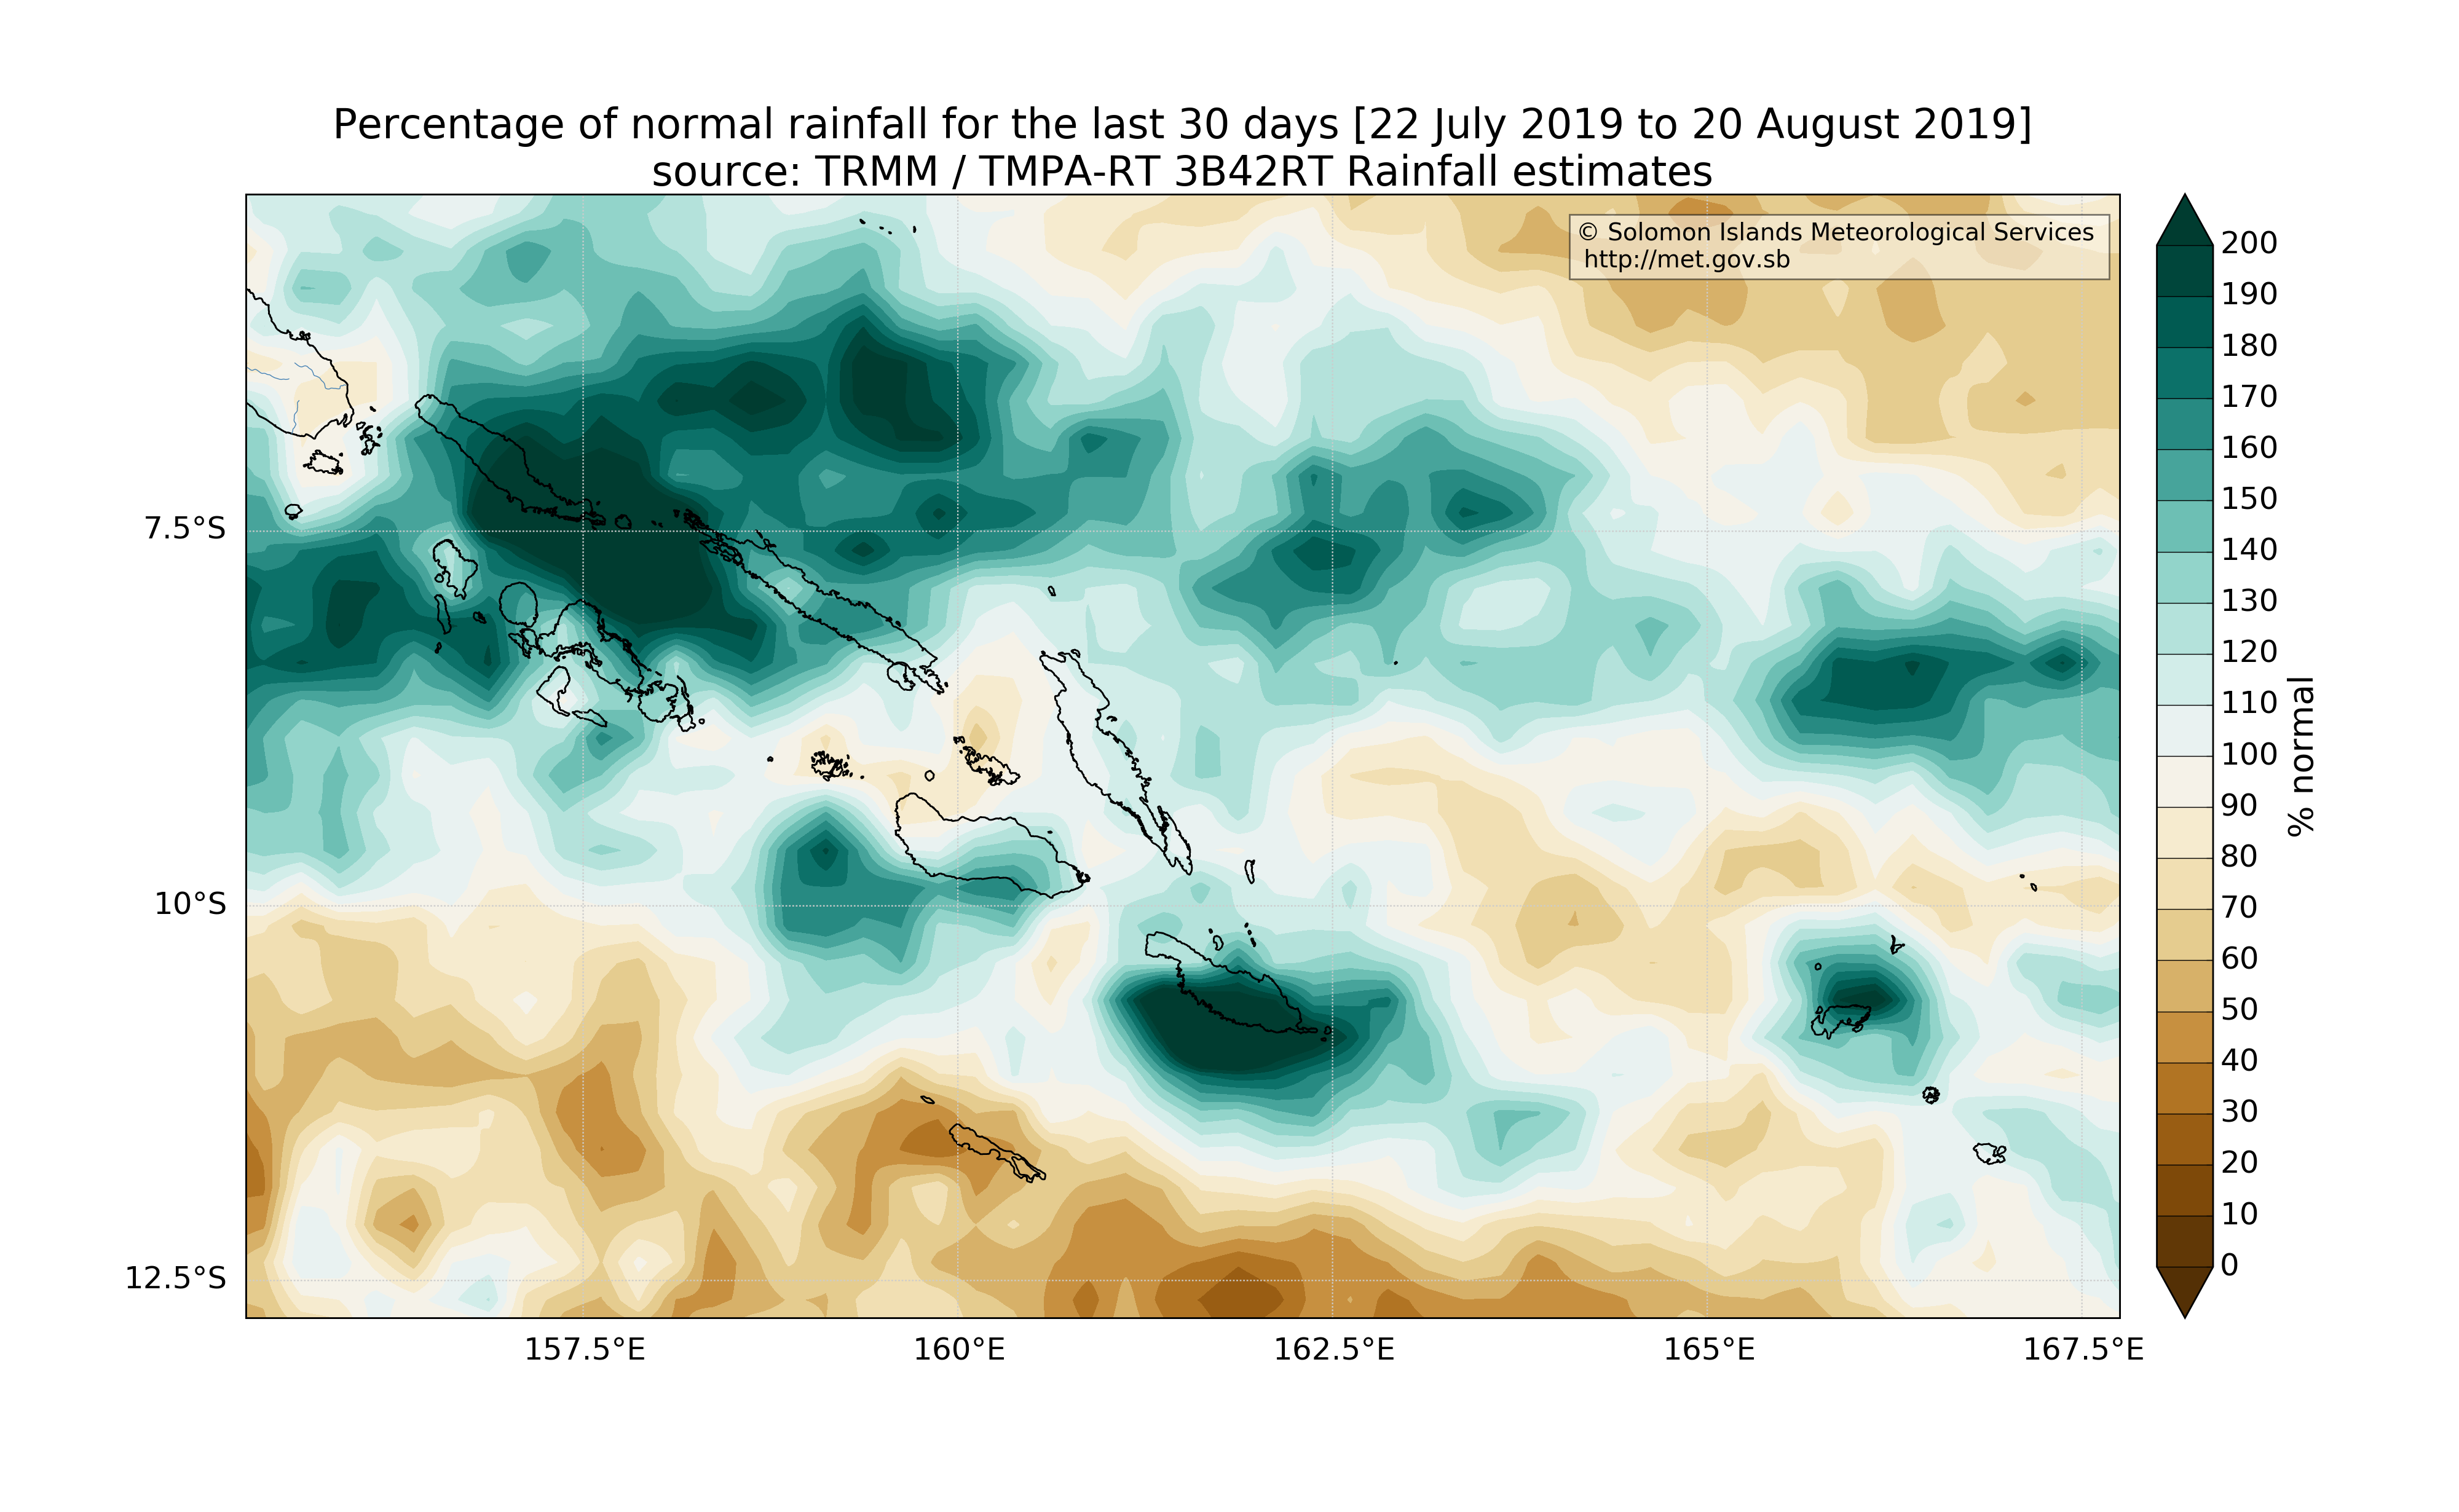 Percentage of normal rainfall for the last 30 days [22 July 2019 to 20 August 2019]
source: TRMM / TMPA-RT 3B42RT Rainfall estimates
© Solomon Islands Meteorological Services
http://met.gov.sb
7.5°S
10°S
12.5°S
157.5°E
160°E
162.5°E
165°E
167.5°E
200
190
180
170
160
150
140
130
120
110
100
90
80
70
60
50
40
30
20
10
0
% normal